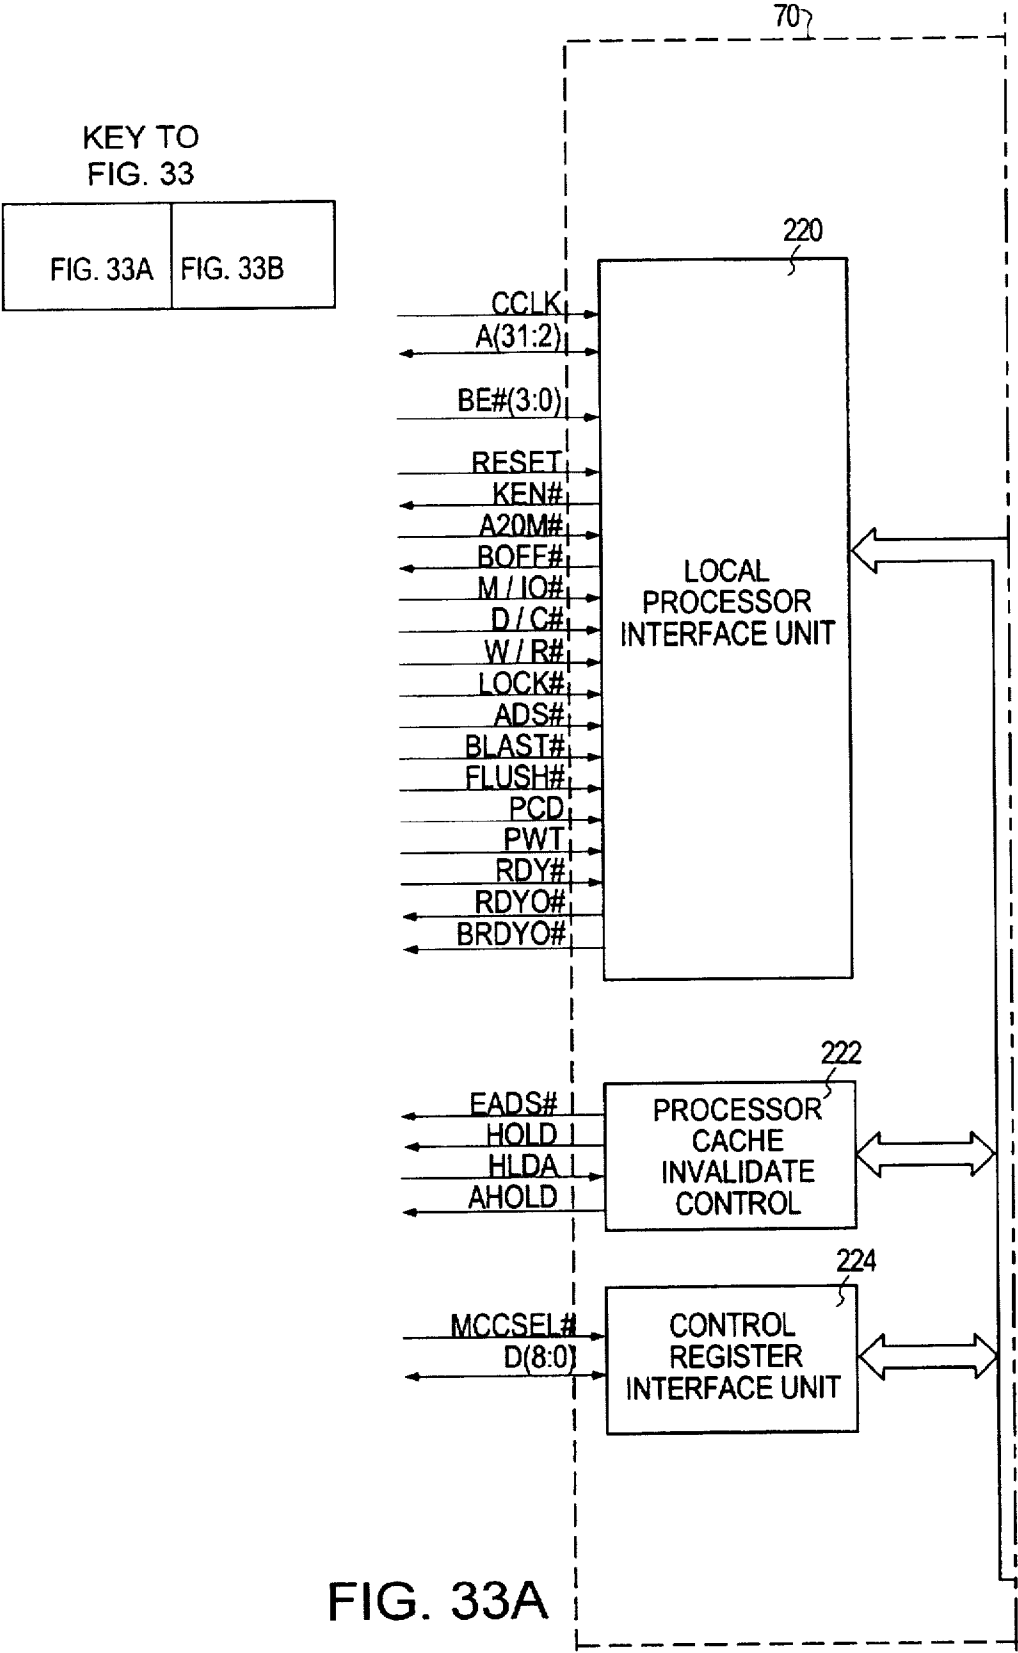 70
KEY TO
FIG. 33
FIG. 33A
FIG. 33B
220
CCLK
A(31:2)
BE#(3:0)
RESET
KEN#
A20M#
BOFF#
M / IO#
D / C#
W / R#
LOCK#
ADS#
BLAST#
FLUSH#
PCD
PWT
RDY#
RDYO#
BRDYO#
LOCAL
PROCESSOR
INTERFACE UNIT
222
EADS#
HOLD
HLDA
AHOLD
PROCESSOR
CACHE
INVALIDATE
CONTROL
224
MCCSEL#
D(8:0)
CONTROL
REGISTER
INTERFACE UNIT
FIG. 33A